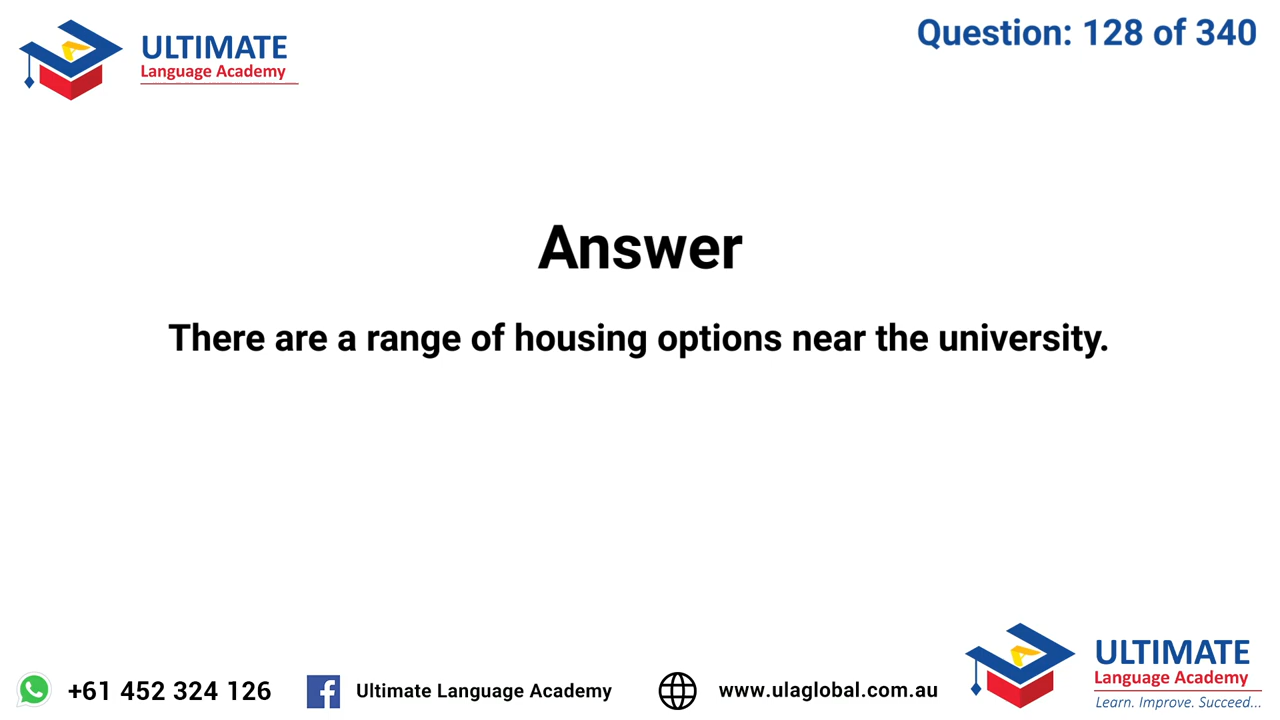 ULTIMATE
Language Academy
Question: 128 of 340
Answer
There are a range of housing options near the university.
+61 452 324 126
Ultimate Language Academy
www.ulaglobal.com.au
ULTIMATE
Language Academy
Learn. Improve. Succeed...